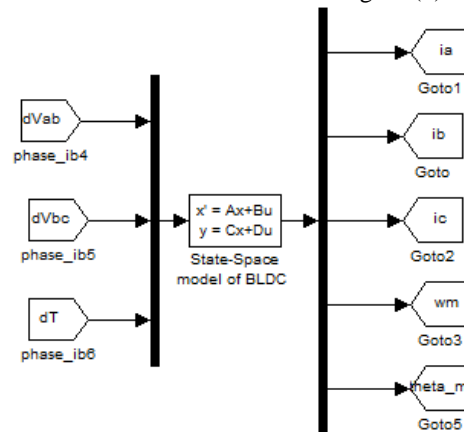 dVab
phase_ib4
dVbc
phase_ib5
dT
phase_ib6
x' = Ax+Bu
y = Cx+Du
State-Space
model of BLDC
ia
Goto1
ib
Goto
ic
Goto2
wm
Goto3
theta_m
Goto5